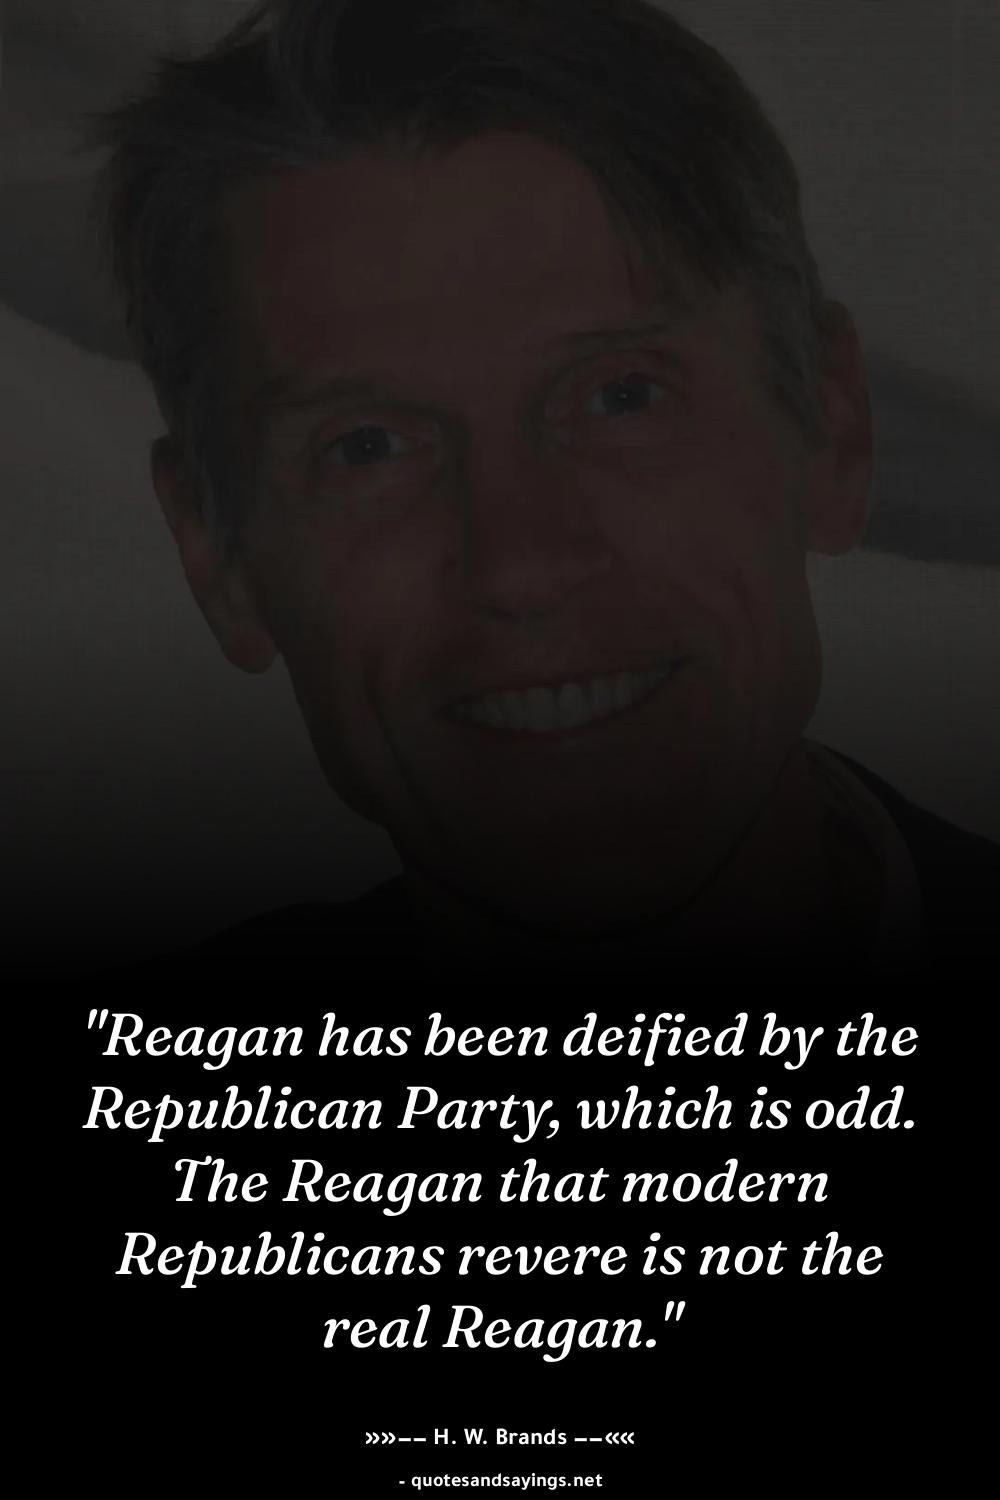 "Reagan has been deified by the
Republican Party, which is odd.
The Reagan that modern
Republicans revere is not the
real Reagan."
»»–– H. W. Brands ––««
- quotesandsayings.net